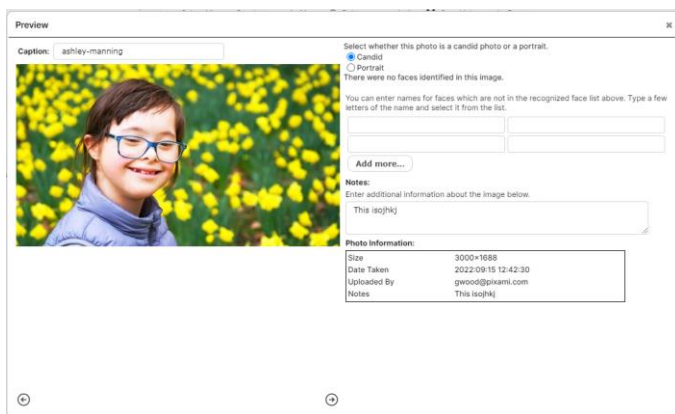 Preview
Caption: ashley-manning
Select whether this photo is a candid photo or a portrait.
Candid
Portrait
There were no faces identified in this image.
You can enter names for faces which are not in the recognized face list above. Type a few
letters of the name and select it from the list.
Add more...
Notes:
Enter additional information about the image below.
This isojhkj
Photo Information:
Size 3000×1688
Date Taken 2022:09:15 12:42:30
Uploaded By gwood@pixami.com
Notes This isojhkj